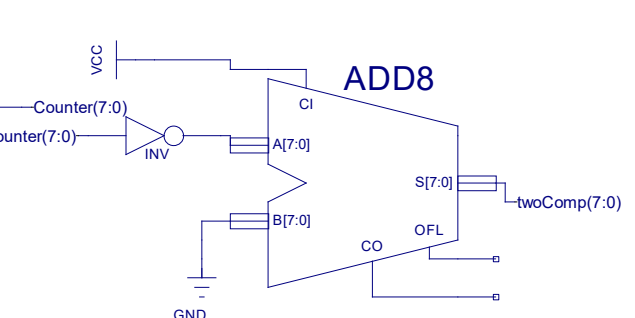 VCC
ADD8
CI
Counter(7:0)
ounter(7:0)
INV
A[7:0]
S[7:0]
twoComp(7:0)
B[7:0]
OFL
CO
GND